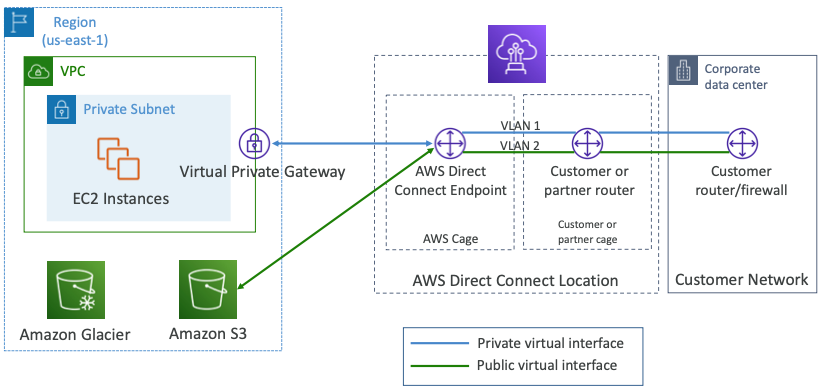 Region
(us-east-1)
VPC
Private Subnet
EC2 Instances
Virtual Private Gateway
Amazon Glacier
Amazon S3
VLAN 1
VLAN 2
AWS Direct
Connect Endpoint
AWS Cage
Customer or
partner router
Customer or
partner cage
AWS Direct Connect Location
Corporate
data center
Customer
router/firewall
Customer Network
Private virtual interface
Public virtual interface